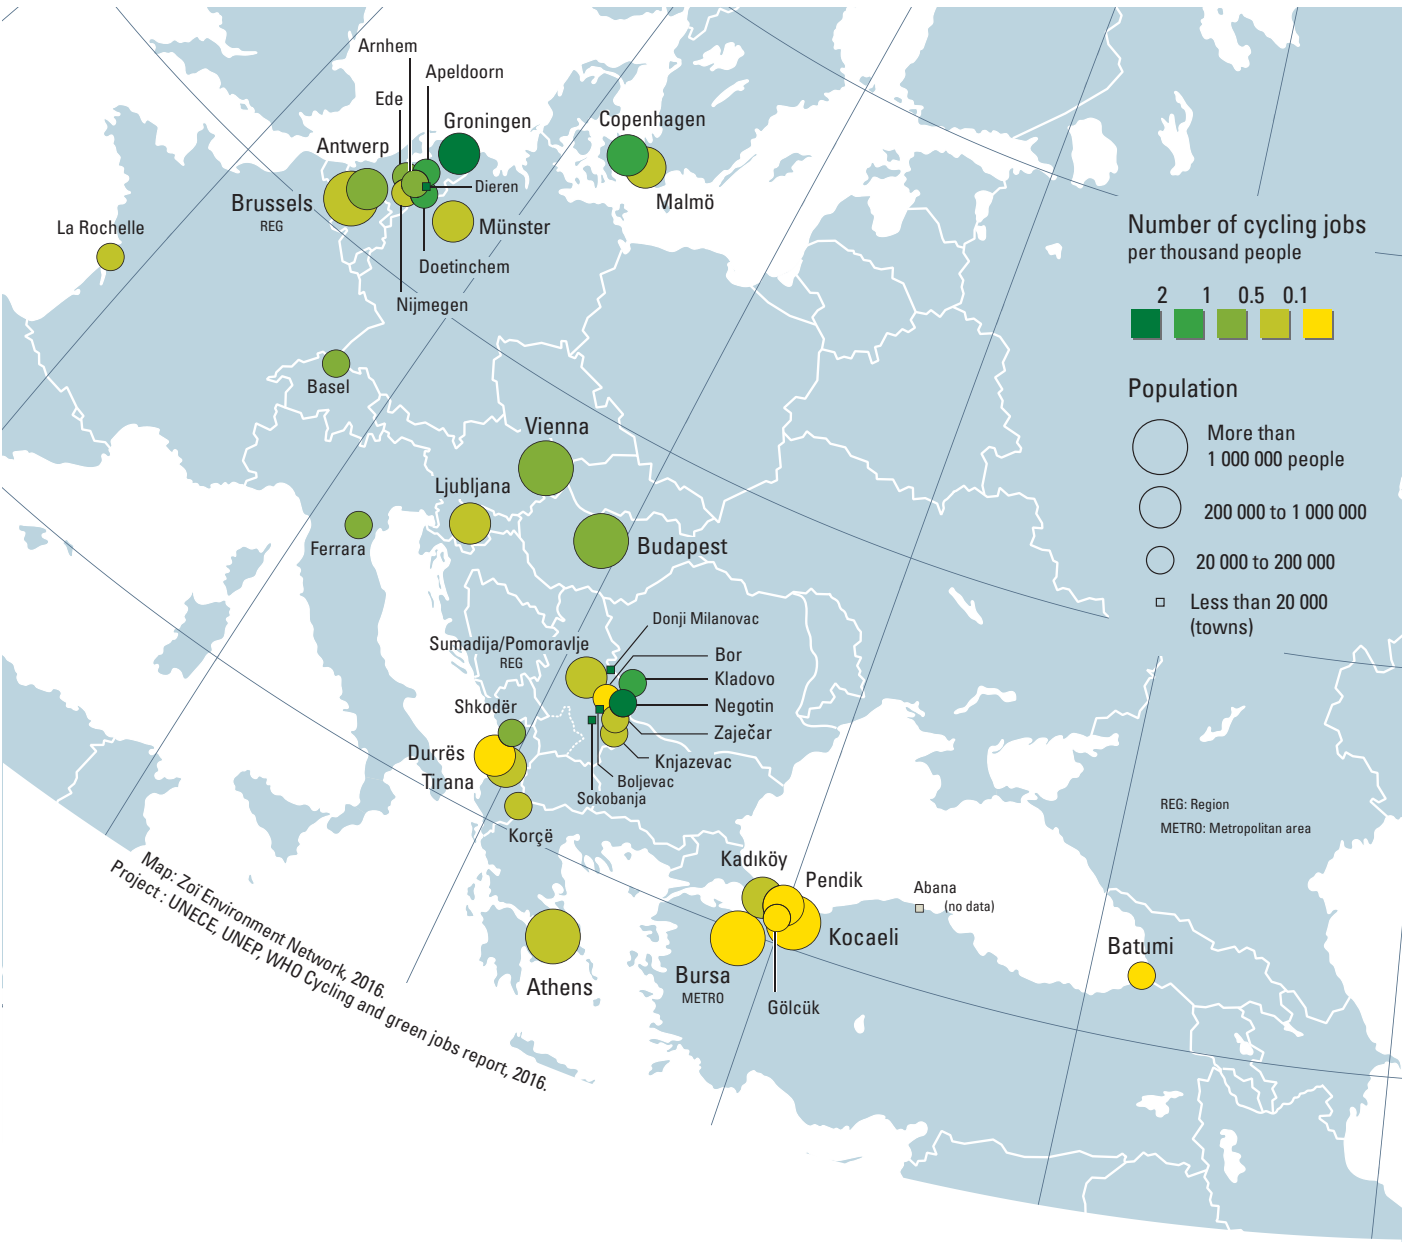 Arnhem
Apeldoorn
Ede
Groningen
Copenhagen
Antwerp
Dieren
Brussels
REG
Malmö
La Rochelle
Münster
Doetinchem
Nijmegen
Number of cycling jobs
per thousand people
2 1 0.5 0.1
Basel
Population
More than
1 000 000 people
200 000 to 1 000 000
20 000 to 200 000
Less than 20 000
(towns)
Vienna
Ljubljana
Ferrara
Budapest
Donji Milanovac
Sumadija/Pomoravlje
REG
Bor
Kladovo
Negotin
Shkodër
Zaječar
Durrës
Knjazevac
Tirana
Boljevac
Sokobanja
REG: Region
METRO: Metropolitan area
Korçë
Kadıköy
Pendik
Abana
(no data)
Kocaeli
Batumi
Bursa
METRO
Athens
Gölcük
Map: Zoï Environment Network, 2016.
Project : UNECE, UNEP, WHO Cycling and green jobs report, 2016.